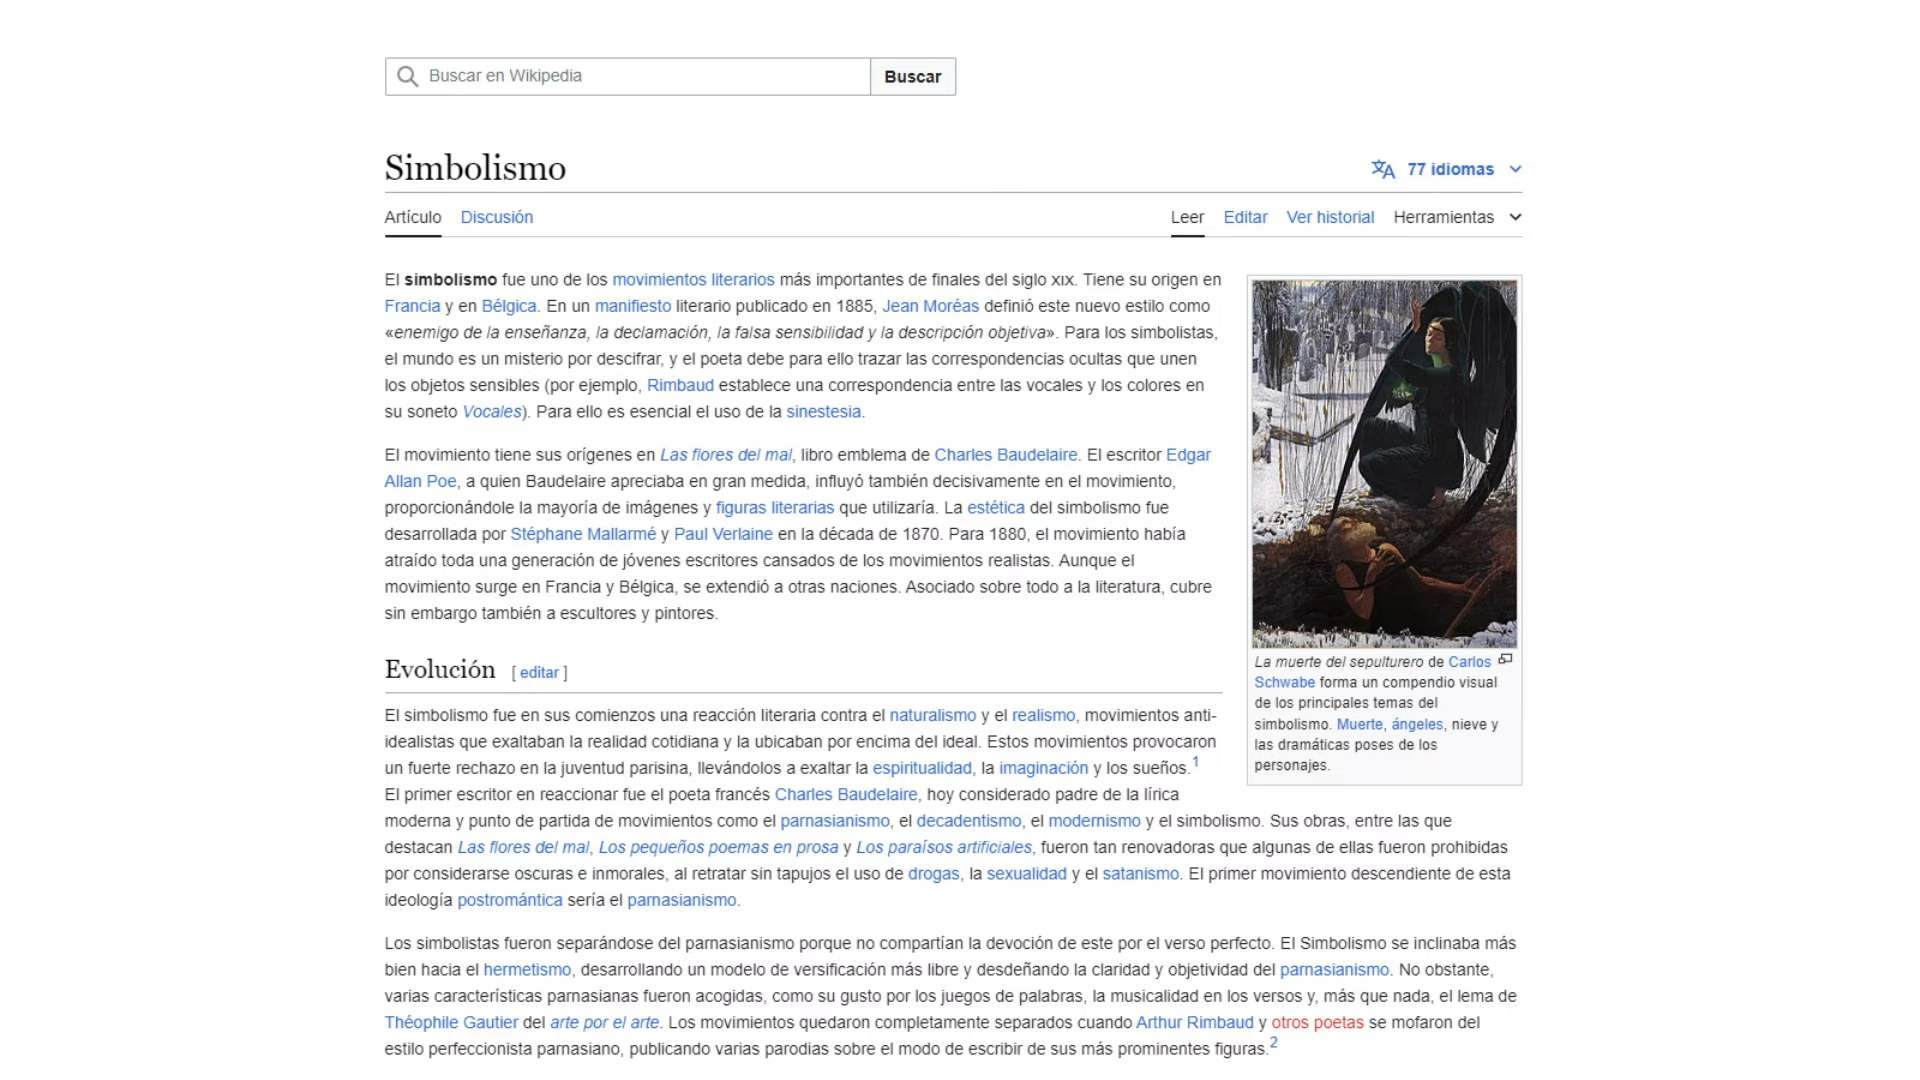 Buscar en Wikipedia
Buscar
Simbolismo
77 idiomas
Artículo
Discusión
Leer
Editar
Ver historial
Herramientas
El simbolismo fue uno de los movimientos literarios más importantes de finales del siglo XIX. Tiene su origen en
Francia y en Bélgica. En un manifiesto literario publicado en 1885, Jean Moréas definió este nuevo estilo como
«enemigo de la enseñanza, la declamación, la falsa sensibilidad y la descripción objetiva». Para los simbolistas,
el mundo es un misterio por descifrar, y el poeta debe para ello trazar las correspondencias ocultas que unen
los objetos sensibles (por ejemplo, Rimbaud establece una correspondencia entre las vocales y los colores en
su soneto Vocales). Para ello es esencial el uso de la sinestesia.
El movimiento tiene sus orígenes en Las flores del mal, libro emblema de Charles Baudelaire. El escritor Edgar
Allan Poe, a quien Baudelaire apreciaba en gran medida, influyó también decisivamente en el movimiento,
proporcionándole la mayoría de imágenes y figuras literarias que utilizaría. La estética del simbolismo fue
desarrollada por Stéphane Mallarmé y Paul Verlaine en la década de 1870. Para 1880, el movimiento había
atraído toda una generación de jóvenes escritores cansados de los movimientos realistas. Aunque el
movimiento surge en Francia y Bélgica, se extendió a otras naciones. Asociado sobre todo a la literatura, cubre
sin embargo también a escultores y pintores.
La muerte del sepulturero de Carlos
Schwabe forma un compendio visual
de los principales temas del
simbolismo. Muerte, ángeles, nieve y
las dramáticas poses de los
personajes.
Evolución [ editar ]
El simbolismo fue en sus comienzos una reacción literaria contra el naturalismo y el realismo, movimientos anti-
idealistas que exaltaban la realidad cotidiana y la ubicaban por encima del ideal. Estos movimientos provocaron
un fuerte rechazo en la juventud parisina, llevándolos a exaltar la espiritualidad, la imaginación y los sueños.1
El primer escritor en reaccionar fue el poeta francés Charles Baudelaire, hoy considerado padre de la lírica
moderna y punto de partida de movimientos como el parnasianismo, el decadentismo, el modernismo y el simbolismo. Sus obras, entre las que
destacan Las flores del mal, Los pequeños poemas en prosa y Los paraísos artificiales, fueron tan renovadoras que algunas de ellas fueron prohibidas
por considerarse oscuras e inmorales, al retratar sin tapujos el uso de drogas, la sexualidad y el satanismo. El primer movimiento descendiente de esta
ideología postromántica sería el parnasianismo.
Los simbolistas fueron separándose del parnasianismo porque no compartían la devoción de este por el verso perfecto. El Simbolismo se inclinaba más
bien hacia el hermetismo, desarrollando un modelo de versificación más libre y desdeñando la claridad y objetividad del parnasianismo. No obstante,
varias características parnasianas fueron acogidas, como su gusto por los juegos de palabras, la musicalidad en los versos y, más que nada, el lema de
Théophile Gautier del arte por el arte. Los movimientos quedaron completamente separados cuando Arthur Rimbaud y otros poetas se mofaron del
estilo perfeccionista parnasiano, publicando varias parodias sobre el modo de escribir de sus más prominentes figuras.2